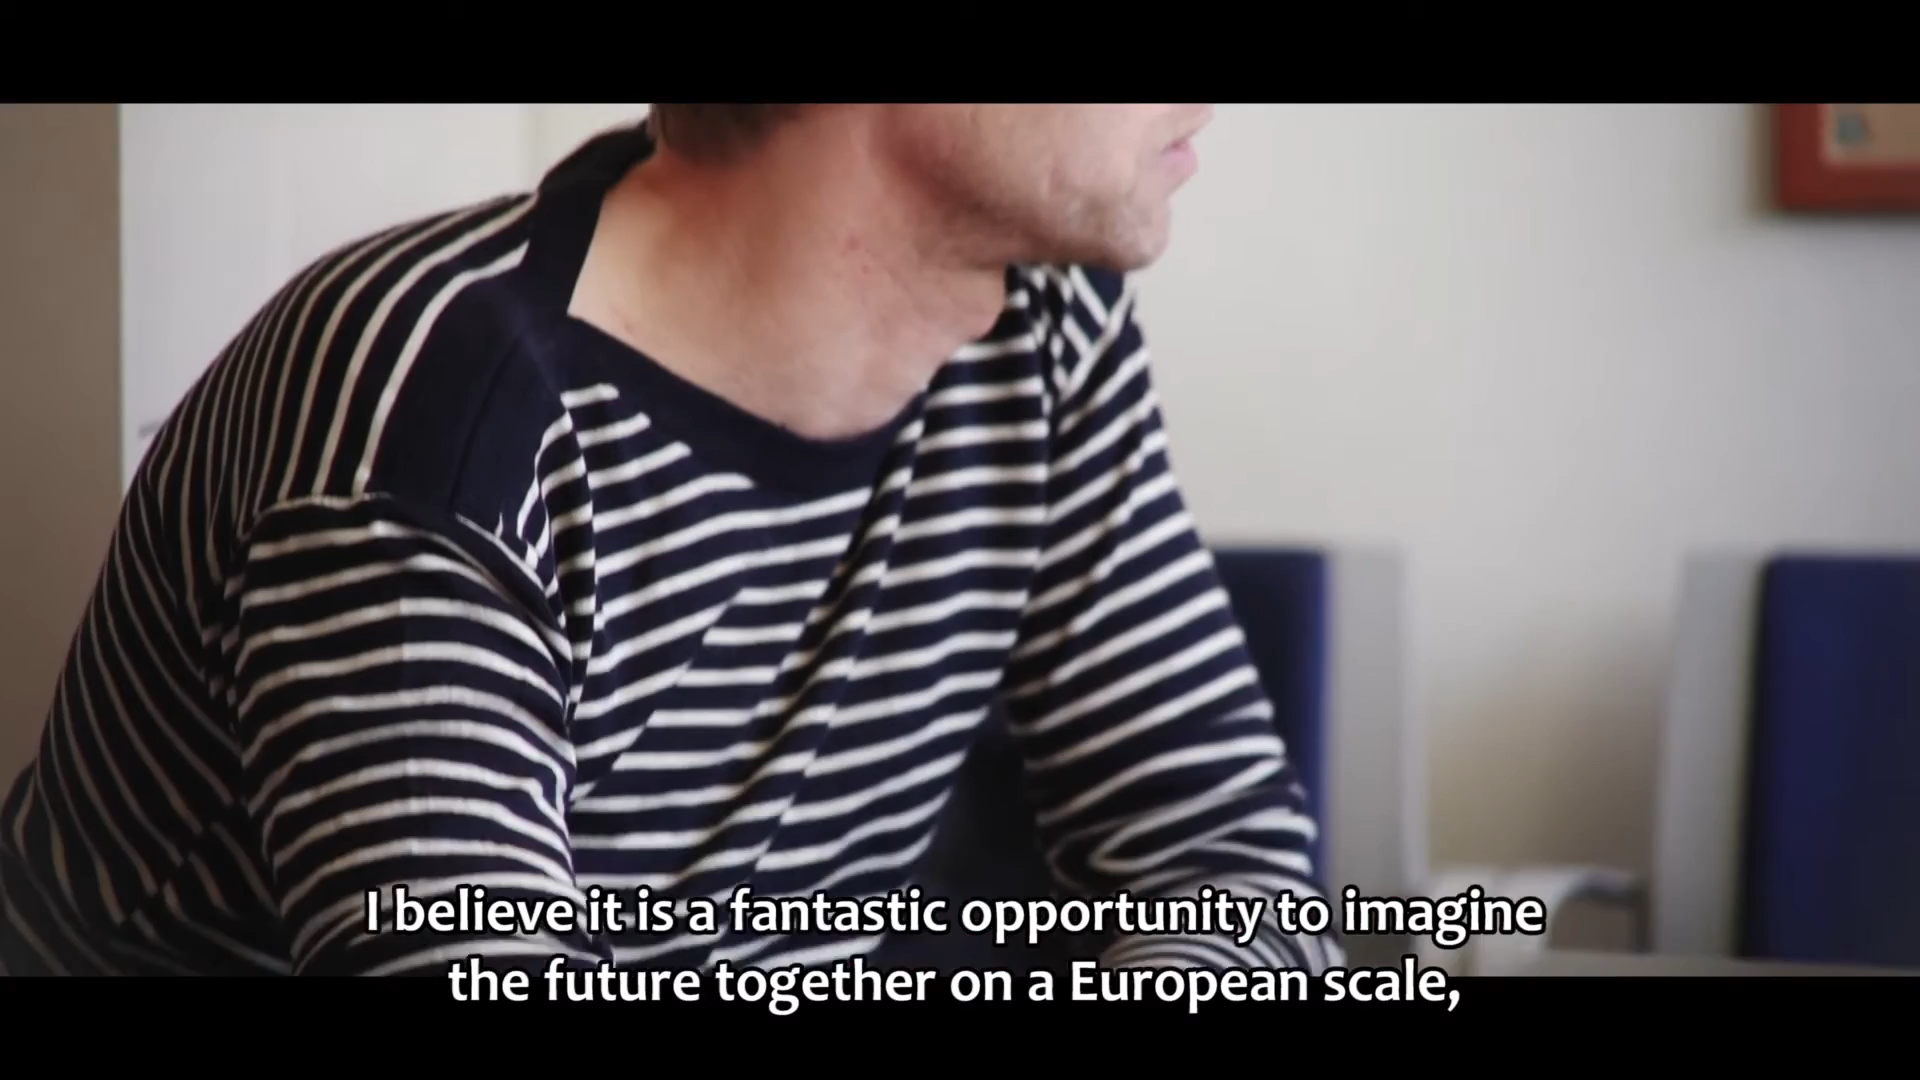 I believe it is a fantastic opportunity to imagine
the future together on a European scale,